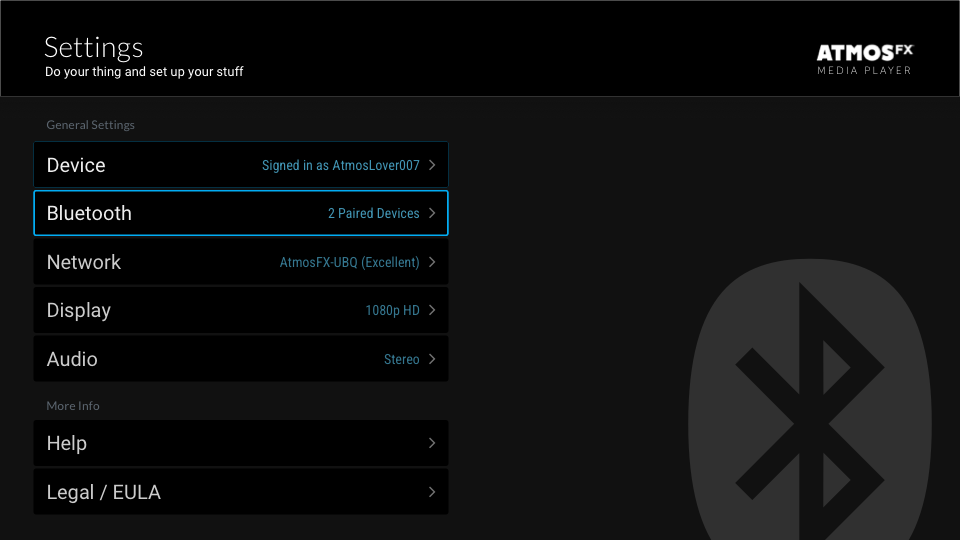 Settings
Do your thing and set up your stuff
ATMOSFX
MEDIA PLAYER
General Settings
Device Signed in as AtmosLover007
Bluetooth 2 Paired Devices
Network AtmosFX-UBQ (Excellent)
Display 1080p HD
Audio Stereo
More Info
Help
Legal / EULA